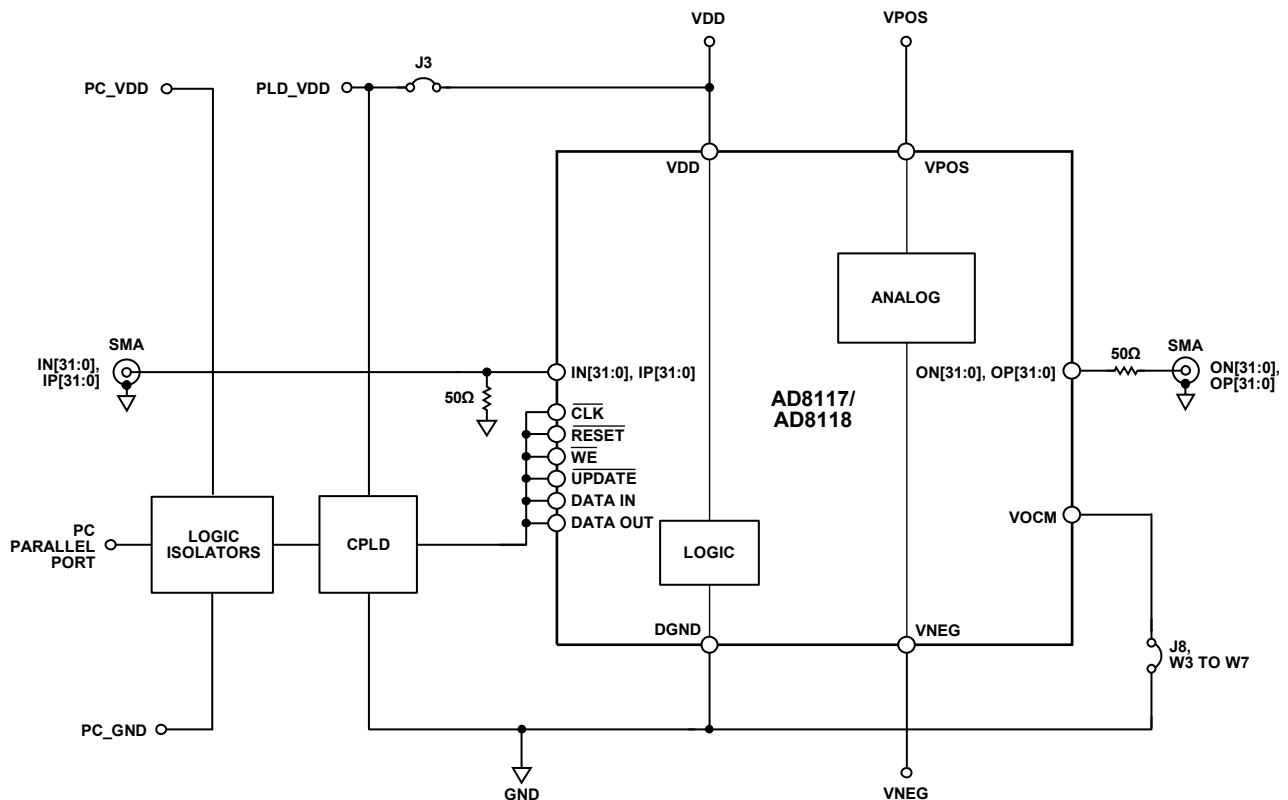 VDD
VPOS
J3
PC_VDD
PLD_VDD
VDD
VPOS
ANALOG
SMA
IN[31:0],
IP[31:0]
50Ω
IN[31:0], IP[31:0]
CLK
RESET
WE
UPDATE
DATA IN
DATA OUT
AD8117/
AD8118
ON[31:0], OP[31:0]
50Ω
SMA
ON[31:0],
OP[31:0]
VOCM
PC
PARALLEL
PORT
LOGIC
ISOLATORS
CPLD
LOGIC
DGND
VNEG
J8,
W3 TO W7
PC_GND
GND
VNEG